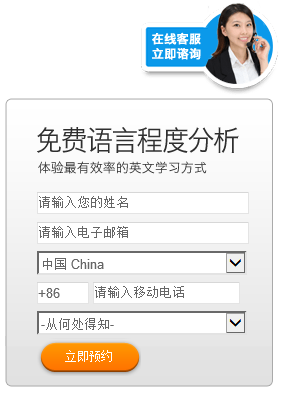 在线客服
立即谘询
免费语言程度分析
体验最有效率的英文学习方式
请输入您的姓名
请输入电子邮箱
中国 China
+86 请输入移动电话
-从何处得知-
立即预约